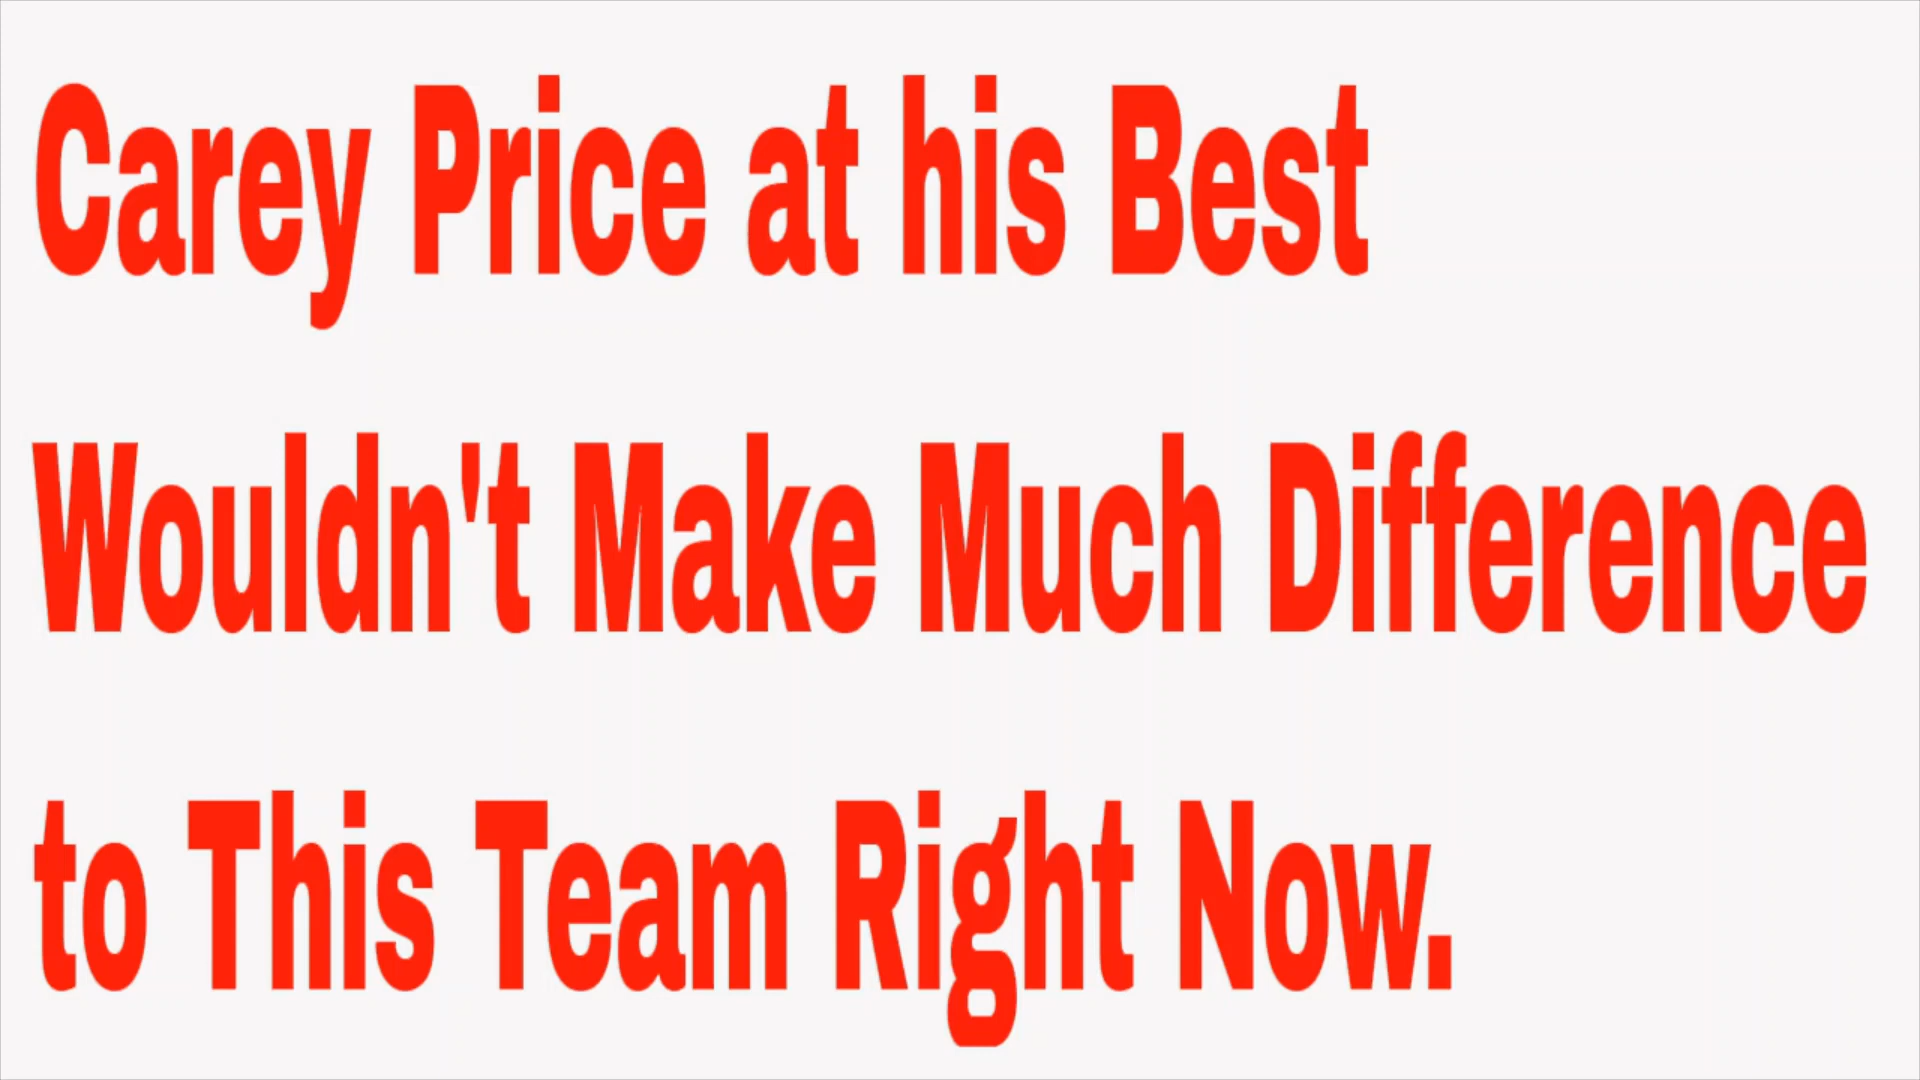 Carey Price at his Best
Wouldn't Make Much Difference
to This Team Right Now.